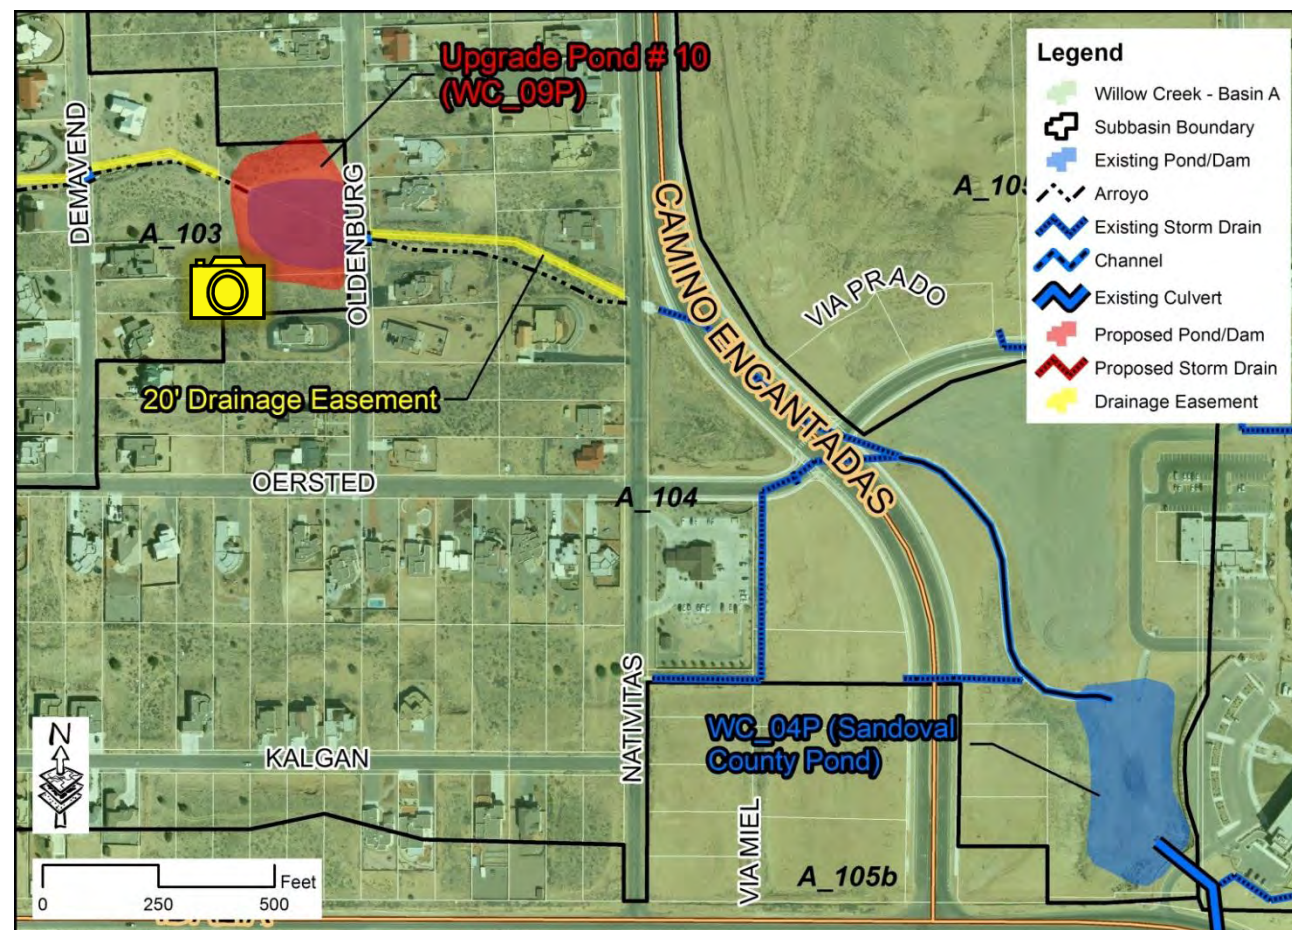 Upgrade Pond # 10
(WC_09P)
Legend
Willow Creek - Basin A
Subbasin Boundary
Existing Pond/Dam
Arroyo
Existing Storm Drain
Channel
Existing Culvert
Proposed Pond/Dam
Proposed Storm Drain
Drainage Easement
DEMAVEND
A_103
OLDENBURG
CAMINO ENCANTADAS
VIA PRADO
20' Drainage Easement
OERSTED
A_104
NATIVITAS
KALGAN
WC_04P (Sandoval
County Pond)
VIA MIEL
A_105b
N
Feet
0 250 500